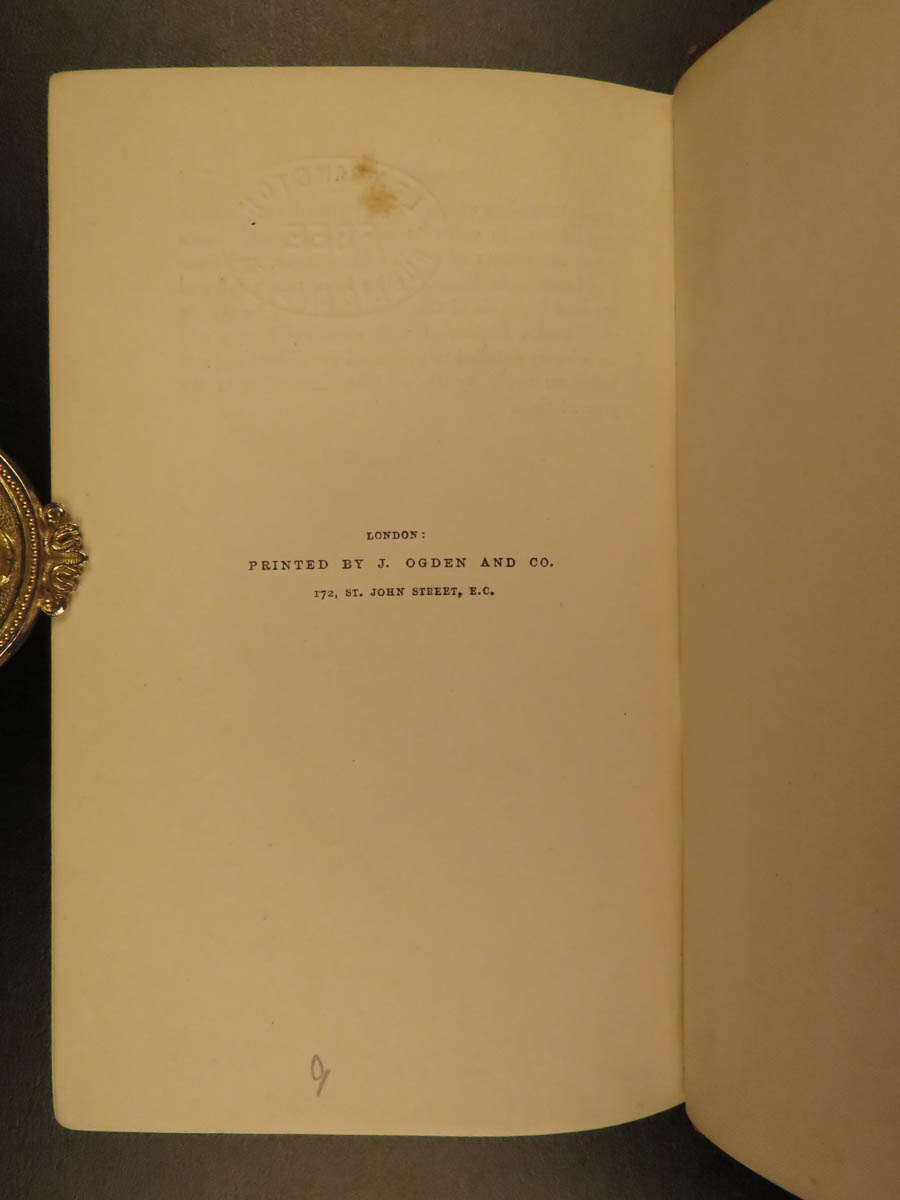 LONDON:
PRINTED BY J. OGDEN AND CO.
172, ST. JOHN STREET, E.C.